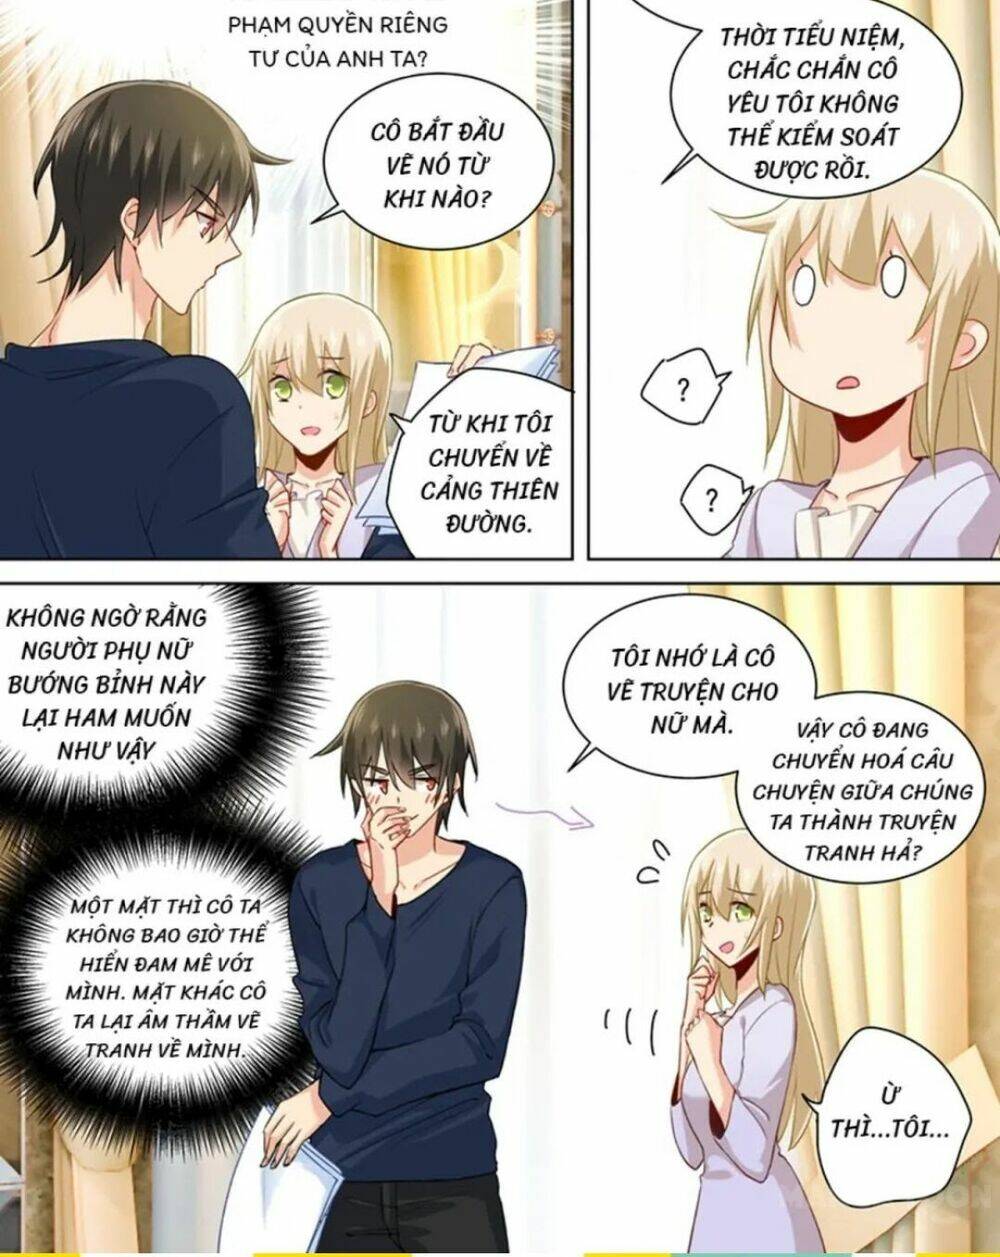 PHẠM QUYỀN RIÊNG
TƯ CỦA ANH TA?
CÔ BẮT ĐẦU
VẼ NÓ TỪ
KHI NÀO?
TỪ KHI TÔI
CHUYỂN VỀ
CẢNG THIÊN
ĐƯỜNG.
THỜI TIỂU NIỆM,
CHẮC CHẮN CÔ
YÊU TÔI KHÔNG
THỂ KIỂM SOÁT
ĐƯỢC RỒI.
?
?
KHÔNG NGỜ RẰNG
NGƯỜI PHỤ NỮ
BƯỚNG BỈNH NÀY
LẠI HAM MUỐN
NHƯ VẬY
MỘT MẶT THÌ CÔ TA
KHÔNG BAO GIỜ THỂ
HIỂN ĐAM MÊ VỚI
MÌNH. MẶT KHÁC CÔ
TA LẠI ÂM THẦM VẼ
TRANH VỀ MÌNH.
TÔI NHỚ LÀ CÔ
VẼ TRUYỆN CHO
NỮ MÀ.
VẬY CÔ ĐANG
CHUYỂN HOÁ CÂU
CHUYỆN GIỮA CHÚNG
TA THÀNH TRUYỆN
TRANH HẢ?
Ừ
THÌ...TÔI...